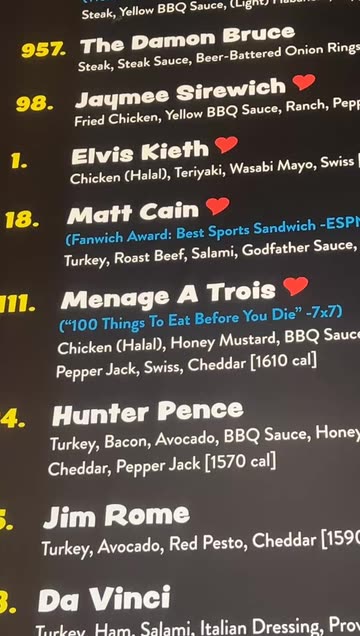 Steak, Yellow BBQ Sauce, (Light)
957. The Damon Bruce
Steak, Steak Sauce, Beer-Battered Onion Rings
98. Jaymee Sirewich
Fried Chicken, Yellow BBQ Sauce, Ranch,
1. Elvis Kieth
Chicken (Halal), Teriyaki, Wasabi Mayo, Swiss
18. Matt Cain
(Fanwich Award: Best Sports Sandwich -ESPN
Turkey, Roast Beef, Salami, Godfather Sauce,
111. Menage A Trois
("100 Things To Eat Before You Die" -7x7)
Chicken (Halal), Honey Mustard, BBQ Sauce
Pepper Jack, Swiss, Cheddar [1610 cal]
4. Hunter Pence
Turkey, Bacon, Avocado, BBQ Sauce, Honey
Cheddar, Pepper Jack [1570 cal]
Jim Rome
Turkey, Avocado, Red Pesto, Cheddar [1590
Da Vinci
Turkey, Ham, Salami, Italian Dressing,